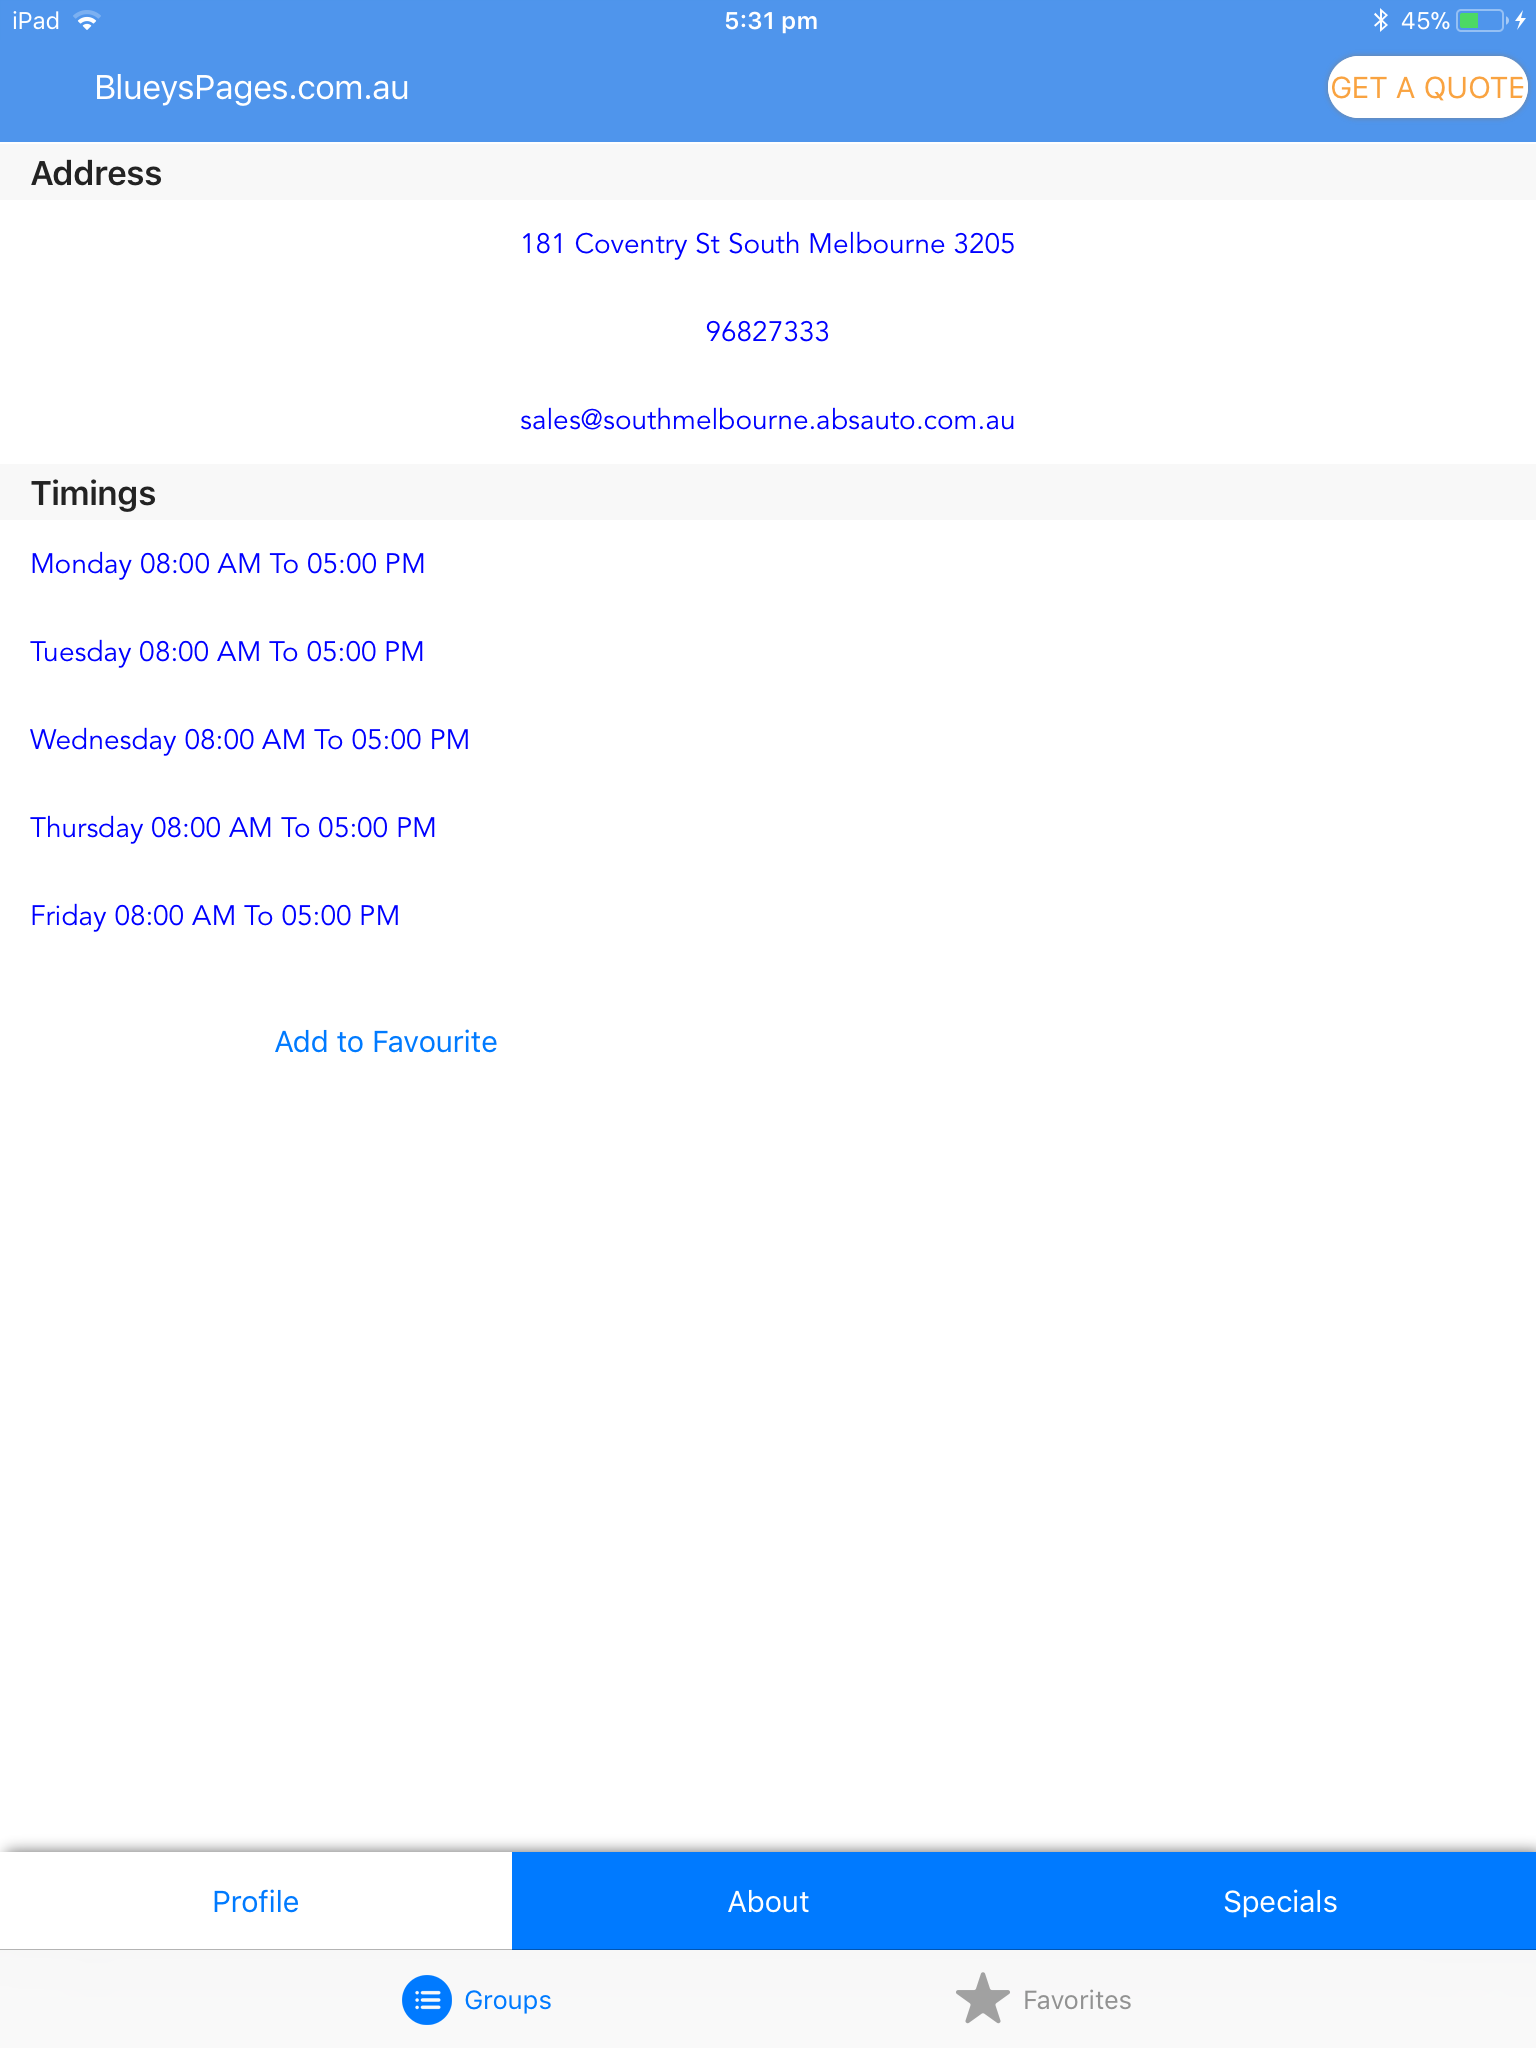 iPad 5:31 pm 45%
BlueysPages.com.au GET A QUOTE
Address
181 Coventry St South Melbourne 3205
96827333
sales@southmelbourne.absauto.com.au
Timings
Monday 08:00 AM To 05:00 PM
Tuesday 08:00 AM To 05:00 PM
Wednesday 08:00 AM To 05:00 PM
Thursday 08:00 AM To 05:00 PM
Friday 08:00 AM To 05:00 PM
Add to Favourite
Profile About Specials
Groups Favorites